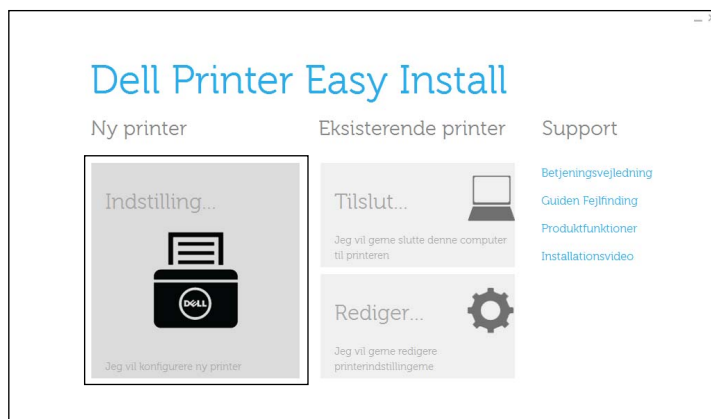 Dell Printer Easy Install
Ny printer
Indstilling...
DELL
Jeg vil konfigurere ny printer
Eksisterende printer
Tilslut...
Jeg vil gerne slutte denne computer
til printeren
Rediger...
Jeg vil gerne redigere
printerindstillingerne
Support
Betjeningsvejledning
Guiden Fejlfinding
Produktfunktioner
Installationsvideo